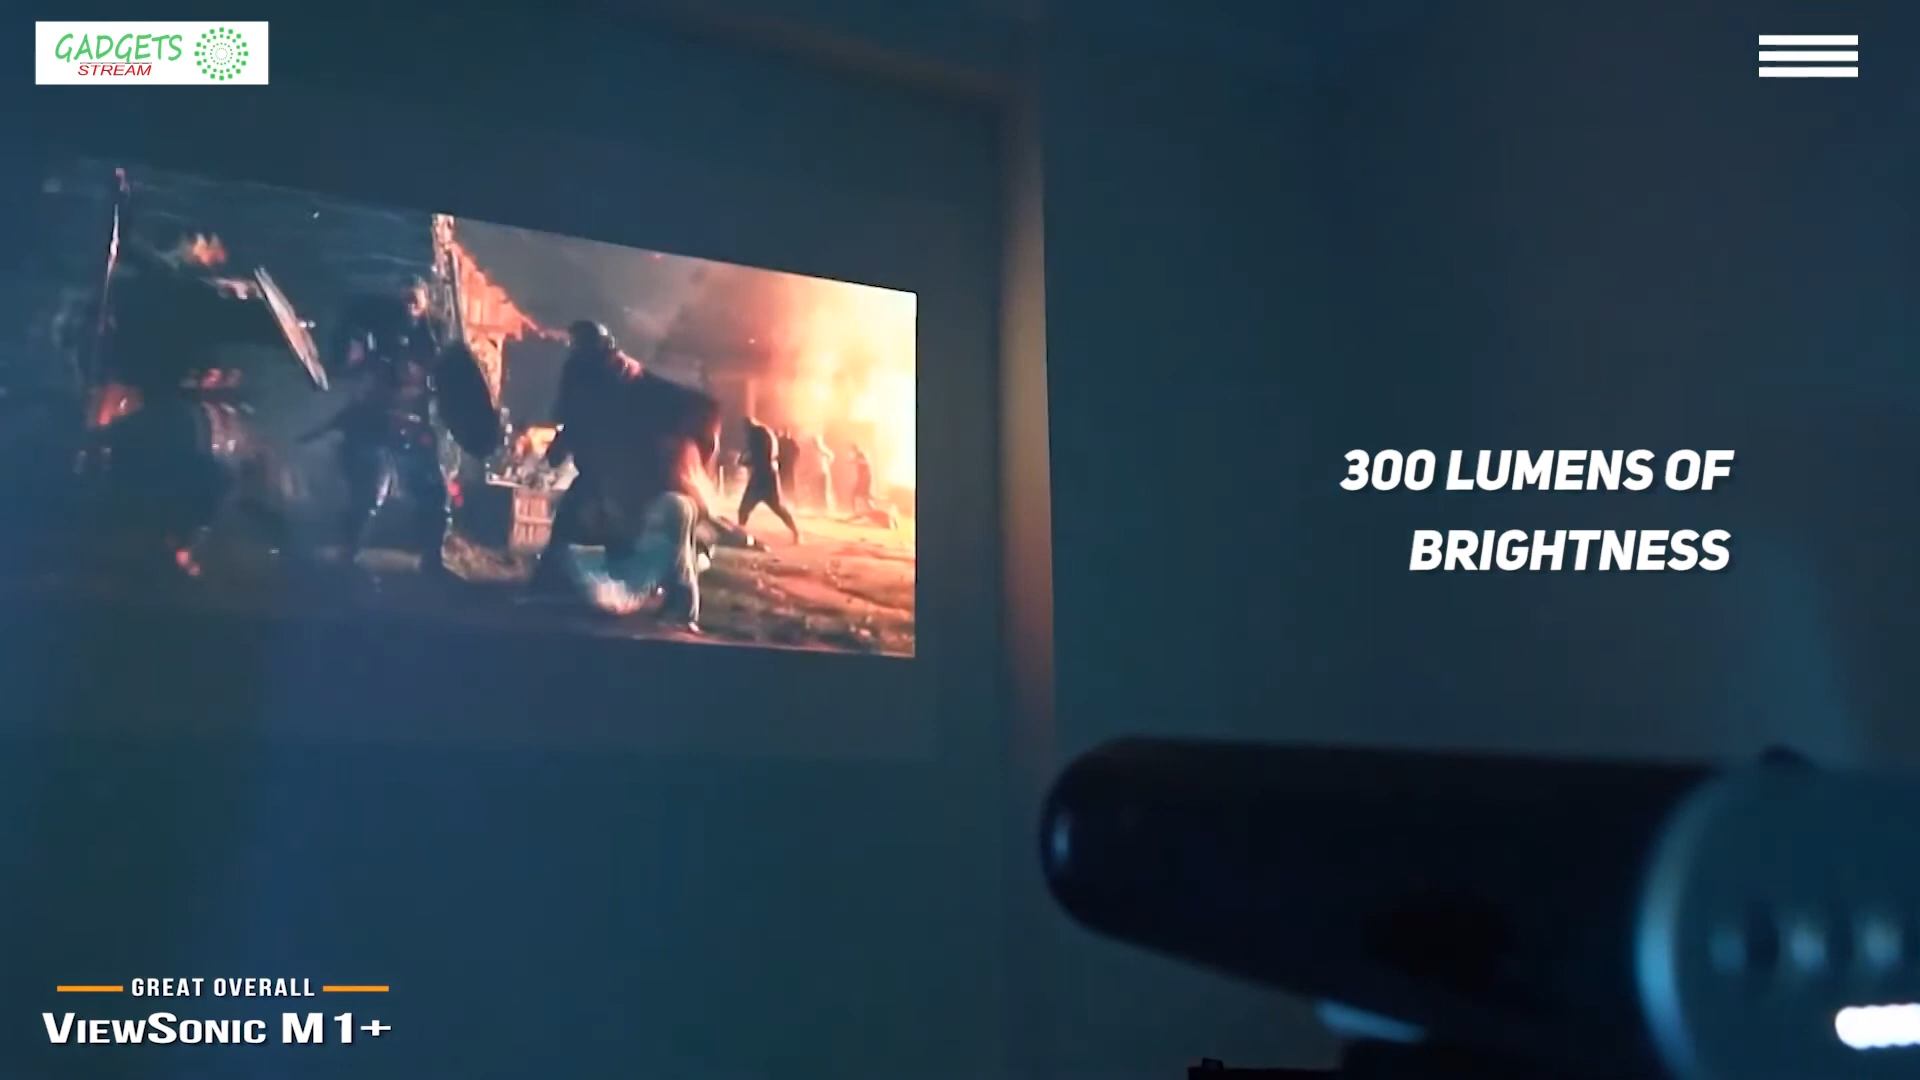 GADGETS
STREAM
300 LUMENS OF
BRIGHTNESS
GREAT OVERALL
VIEWSONIC M1+